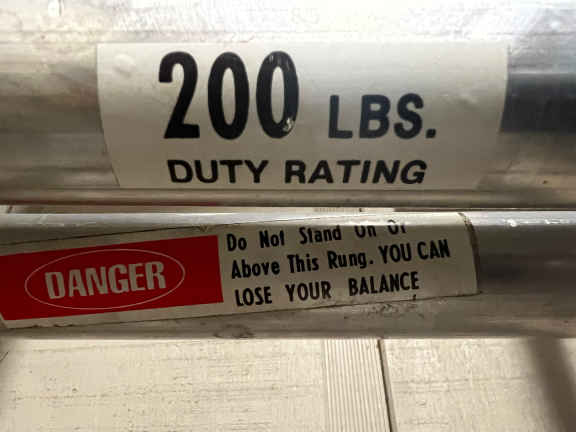 200 LBS.
DUTY RATING
DANGER
Do Not Stand On Or
Above This Rung. YOU CAN
LOSE YOUR BALANCE